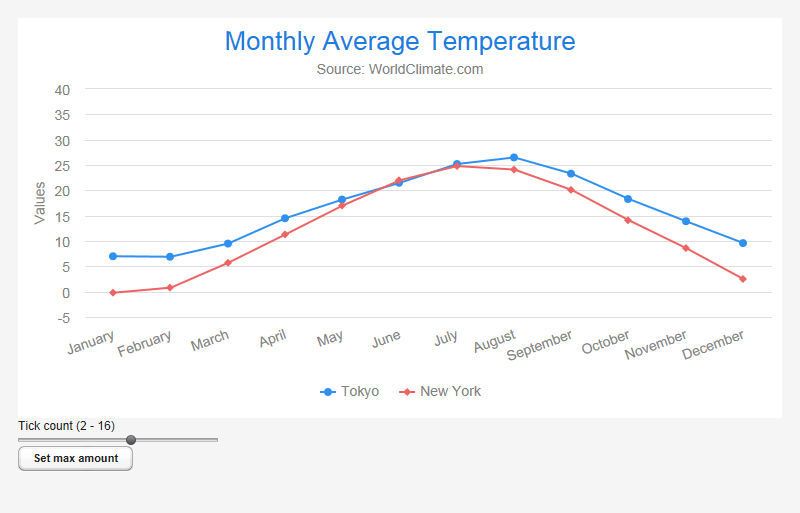 Monthly Average Temperature
Source: WorldClimate.com
Values
40
35
30
25
20
15
10
5
0
-5
January February March April May June July August September October November December
Tokyo New York
Tick count (2 - 16)
Set max amount